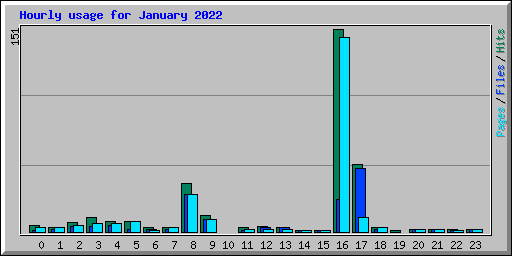 Hourly usage for January 2022
151
Pages/Files/Hits
0 1 2 3 4 5 6 7 8 9 10 11 12 13 14 15 16 17 18 19 20 21 22 23